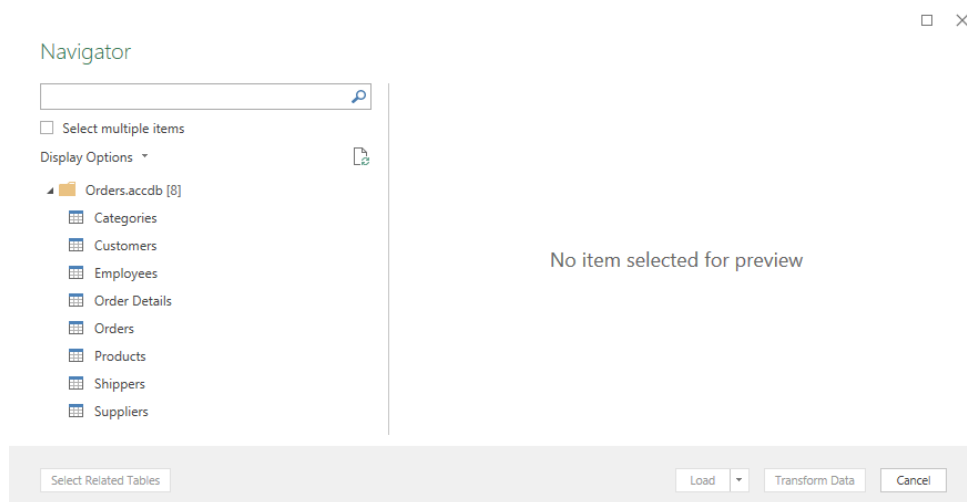 Navigator
Select multiple items
Display Options
Orders.accdb [8]
Categories
Customers
Employees
Order Details
Orders
Products
Shippers
Suppliers
No item selected for preview
Select Related Tables
Load
Transform Data
Cancel